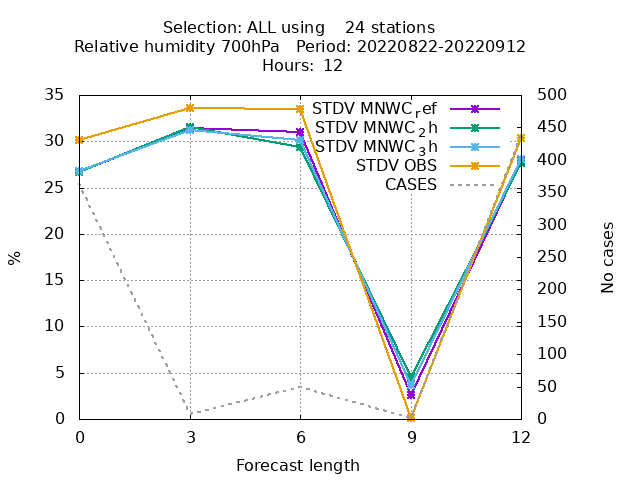 Selection: ALL using    24 stations
Relative humidity 700hPa   Period: 20220822-20220912
Hours: 12
STDV MNWC_ref
STDV MNWC_2h
STDV MNWC_3h
STDV OBS
CASES
35
30
25
20
15
10
5
0
%
500
450
400
350
300
250
200
150
100
50
0
No cases
0 3 6 9 12
Forecast length